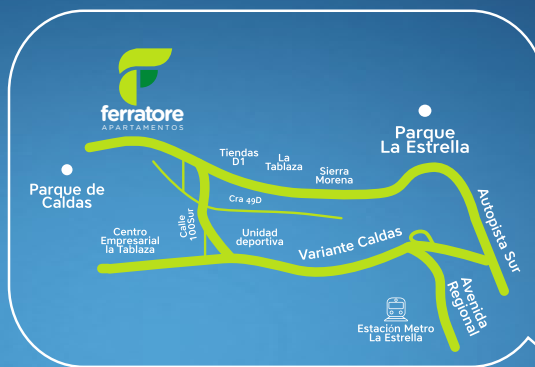 ferratore
APARTAMENTOS
Parque
La Estrella
Tiendas
D1
La
Tablaza
Sierra
Morena
Parque de
Caldas
Cra 49D
Autopista Sur
Calle
100Sur
Centro
Empresarial
la Tablaza
Unidad
deportiva
Variante Caldas
Avenida
Regional
Estación Metro
La Estrella